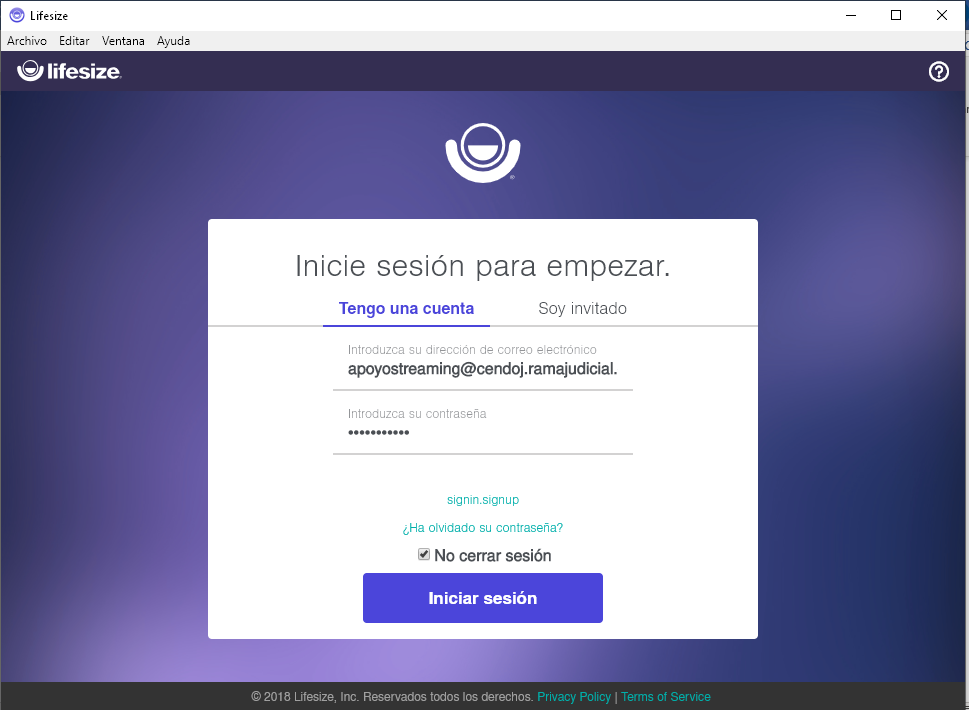 Lifesize
Archivo Editar Ventana Ayuda
lifesize
Inicie sesión para empezar.
Tengo una cuenta Soy invitado
Introduzca su dirección de correo electrónico
apoyostreaming@cendoj.ramajudicial.
Introduzca su contraseña
•••••••••••
signin.signup
¿Ha olvidado su contraseña?
No cerrar sesión
Iniciar sesión
© 2018 Lifesize, Inc. Reservados todos los derechos. Privacy Policy | Terms of Service